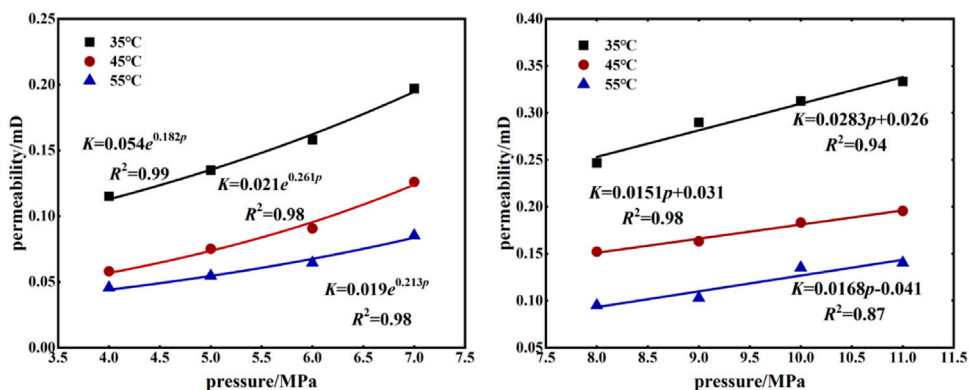 0.25
0.20
0.15
0.10
0.05
0.00
permeability/mD
35°C
45°C
55°C
K=0.054e^0.182p
R²=0.99
K=0.021e^0.261p
R²=0.98
K=0.019e^0.213p
R²=0.98
3.5 4.0 4.5 5.0 5.5 6.0 6.5 7.0 7.5
pressure/MPa
0.40
0.35
0.30
0.25
0.20
0.15
0.10
0.05
permeability/mD
35°C
45°C
55°C
K=0.0283p+0.026
R²=0.94
K=0.0151p+0.031
R²=0.98
K=0.0168p-0.041
R²=0.87
7.5 8.0 8.5 9.0 9.5 10.0 10.5 11.0 11.5
pressure/MPa